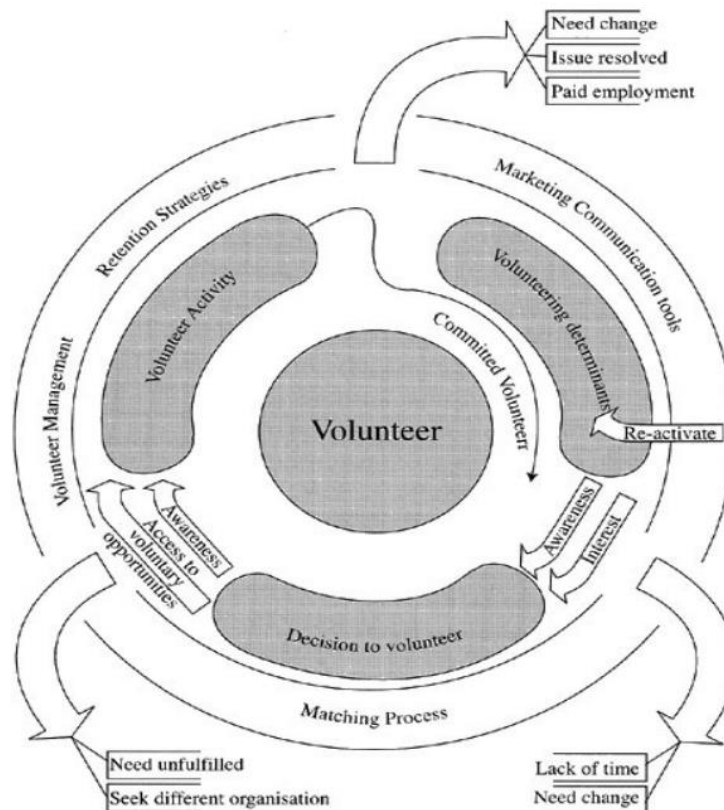 Need change
Issue resolved
Paid employment
Retention Strategies
Marketing Communication tools
Volunteer Management
Volunteer Activity
Volunteering determinants
Committed Volunteerr
Volunteer
Re-activate
Awareness
Interest
Awareness
Access to
voluntary
opportunities
Decision to volunteer
Matching Process
Need unfulfilled
Seek different organisation
Lack of time
Need change